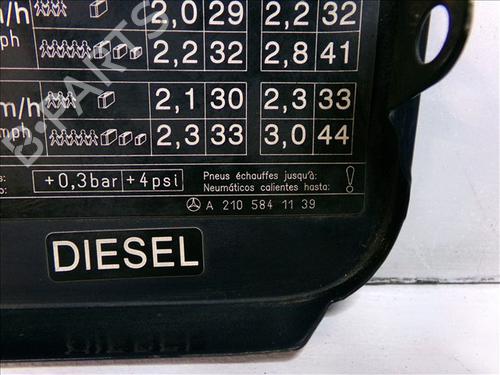 m/h 2,0 29 2,2 32
mph 2,2 32 2,8 41
m/h 2,1 30 2,3 33
mph 2,3 33 3,0 44
+0,3bar +4psi
Pneus échauffes jusqu'à:
Neumáticos calientes hasta: !
A 210 584 11 39
DIESEL
DIESEL
B-PARTS